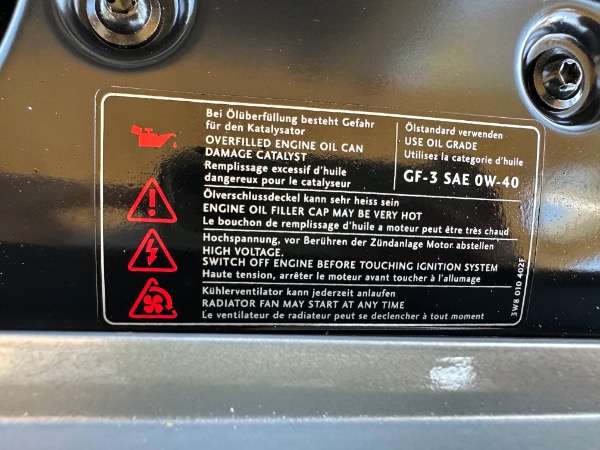 Bei Ölüberfüllung besteht Gefahr
für den Katalysator
OVERFILLED ENGINE OIL CAN
DAMAGE CATALYST
Remplissage excessif d'huile
dangereux pour le catalyseur
Ölstandard verwenden
USE OIL GRADE
Utilisez la categorie d'huile
GF-3 SAE 0W-40
Ölverschlussdeckel kann sehr heiss sein
ENGINE OIL FILLER CAP MAY BE VERY HOT
Le bouchon de remplissage d'huile a moteur peut être très chaud
Hochspannung, vor Berühren der Zündanlage Motor abstellen
HIGH VOLTAGE.
SWITCH OFF ENGINE BEFORE TOUCHING IGNITION SYSTEM
Haute tension, arrêter le moteur avant toucher à l'allumage
Kühlerventilator kann jederzeit anlaufen
RADIATOR FAN MAY START AT ANY TIME
Le ventilateur de radiateur peut se declencher à tout moment
3W8 010 402F